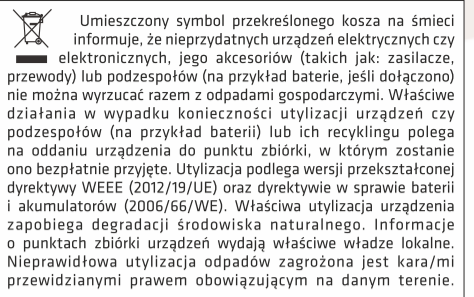 Umieszczony symbol przekreślonego kosza na śmieci
informuje, że nieprzydatnych urządzeń elektrycznych czy
elektronicznych, jego akcesoriów (takich jak: zasilacze,
przewody) lub podzespołów (na przykład baterie, jeśli dołączono)
nie można wyrzucać razem z odpadami gospodarczymi. Właściwe
działania w wypadku konieczności utylizacji urządzeń czy
podzespołów (na przykład baterii) lub ich recyklingu polega
na oddaniu urządzenia do punktu zbiórki, w którym zostanie
ono bezpłatnie przyjęte. Utylizacja podlega wersji przekształconej
dyrektywy WEEE (2012/19/UE) oraz dyrektywie w sprawie baterii
i akumulatorów (2006/66/WE). Właściwa utylizacja urządzenia
zapobiega degradacji środowiska naturalnego. Informacje
o punktach zbiórki urządzeń wydają właściwe władze lokalne.
Nieprawidłowa utylizacja odpadów zagrożona jest kara/mi
przewidzianymi prawem obowiązującym na danym terenie.